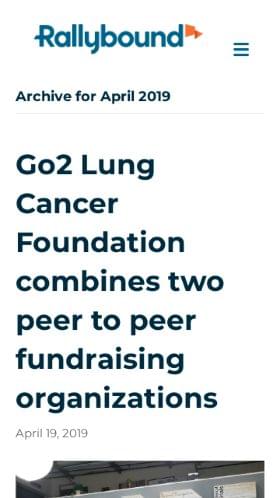 Rallybound
Archive for April 2019
Go2 Lung
Cancer
Foundation
combines two
peer to peer
fundraising
organizations
April 19, 2019